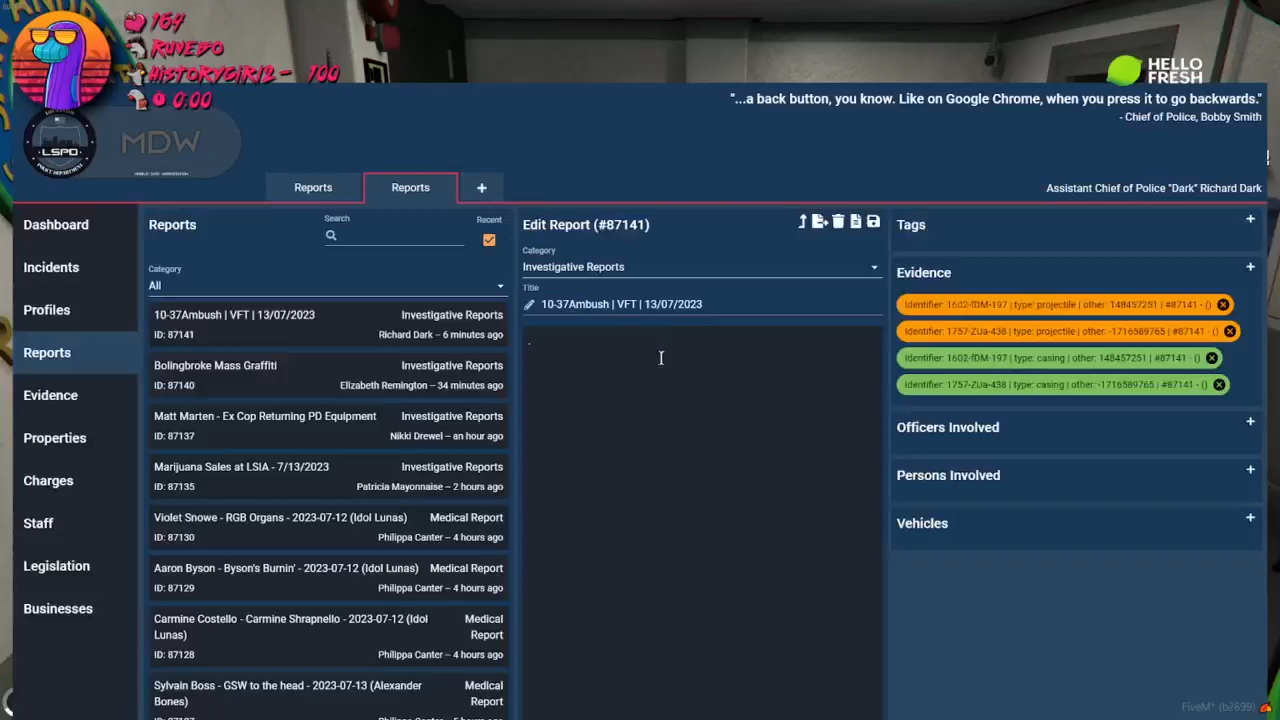 164
RUVEDO
HISTORYGIRL - 100
0:00
HELLO
FRESH
"...a back button, you know. Like on Google Chrome, when you press it to go backwards."
- Chief of Police, Bobby Smith
LSPD
POLICE DEPARTMENT
MDW
Reports
Reports
+
Assistant Chief of Police "Dark" Richard Dark
Dashboard
Incidents
Profiles
Reports
Evidence
Properties
Charges
Staff
Legislation
Businesses
Reports
Search
Recent
Category
All
10-37Ambush | VFT | 13/07/2023 Investigative Reports
ID: 87141 Richard Dark – 6 minutes ago
Bolingbroke Mass Graffiti Investigative Reports
ID: 87140 Elizabeth Remington – 34 minutes ago
Matt Marten - Ex Cop Returning PD Equipment Investigative Reports
ID: 87137 Nikki Drewel – an hour ago
Marijuana Sales at LSIA - 7/13/2023 Investigative Reports
ID: 87135 Patricia Mayonnaise – 2 hours ago
Violet Snowe - RGB Organs - 2023-07-12 (Idol Lunas) Medical Report
ID: 87130 Philippa Canter – 4 hours ago
Aaron Byson - Byson's Burnin' - 2023-07-12 (Idol Lunas) Medical Report
ID: 87129 Philippa Canter – 4 hours ago
Carmine Costello - Carmine Shrapnello - 2023-07-12 (Idol Medical
Lunas) Report
ID: 87128 Philippa Canter – 4 hours ago
Sylvain Boss - GSW to the head - 2023-07-13 (Alexander Medical
Bones) Report
Edit Report (#87141)
Category
Investigative Reports
Title
10-37Ambush | VFT | 13/07/2023
.
Tags +
Evidence +
Identifier: 1602-fDM-197 | type: projectile | other: 148457251 | #87141 - ()
Identifier: 1757-ZUa-438 | type: projectile | other: -1716589765 | #87141 - ()
Identifier: 1602-fDM-197 | type: casing | other: 148457251 | #87141 - ()
Identifier: 1757-ZUa-438 | type: casing | other: -1716589765 | #87141 - ()
Officers Involved +
Persons Involved +
Vehicles +
FiveM* (b2699)